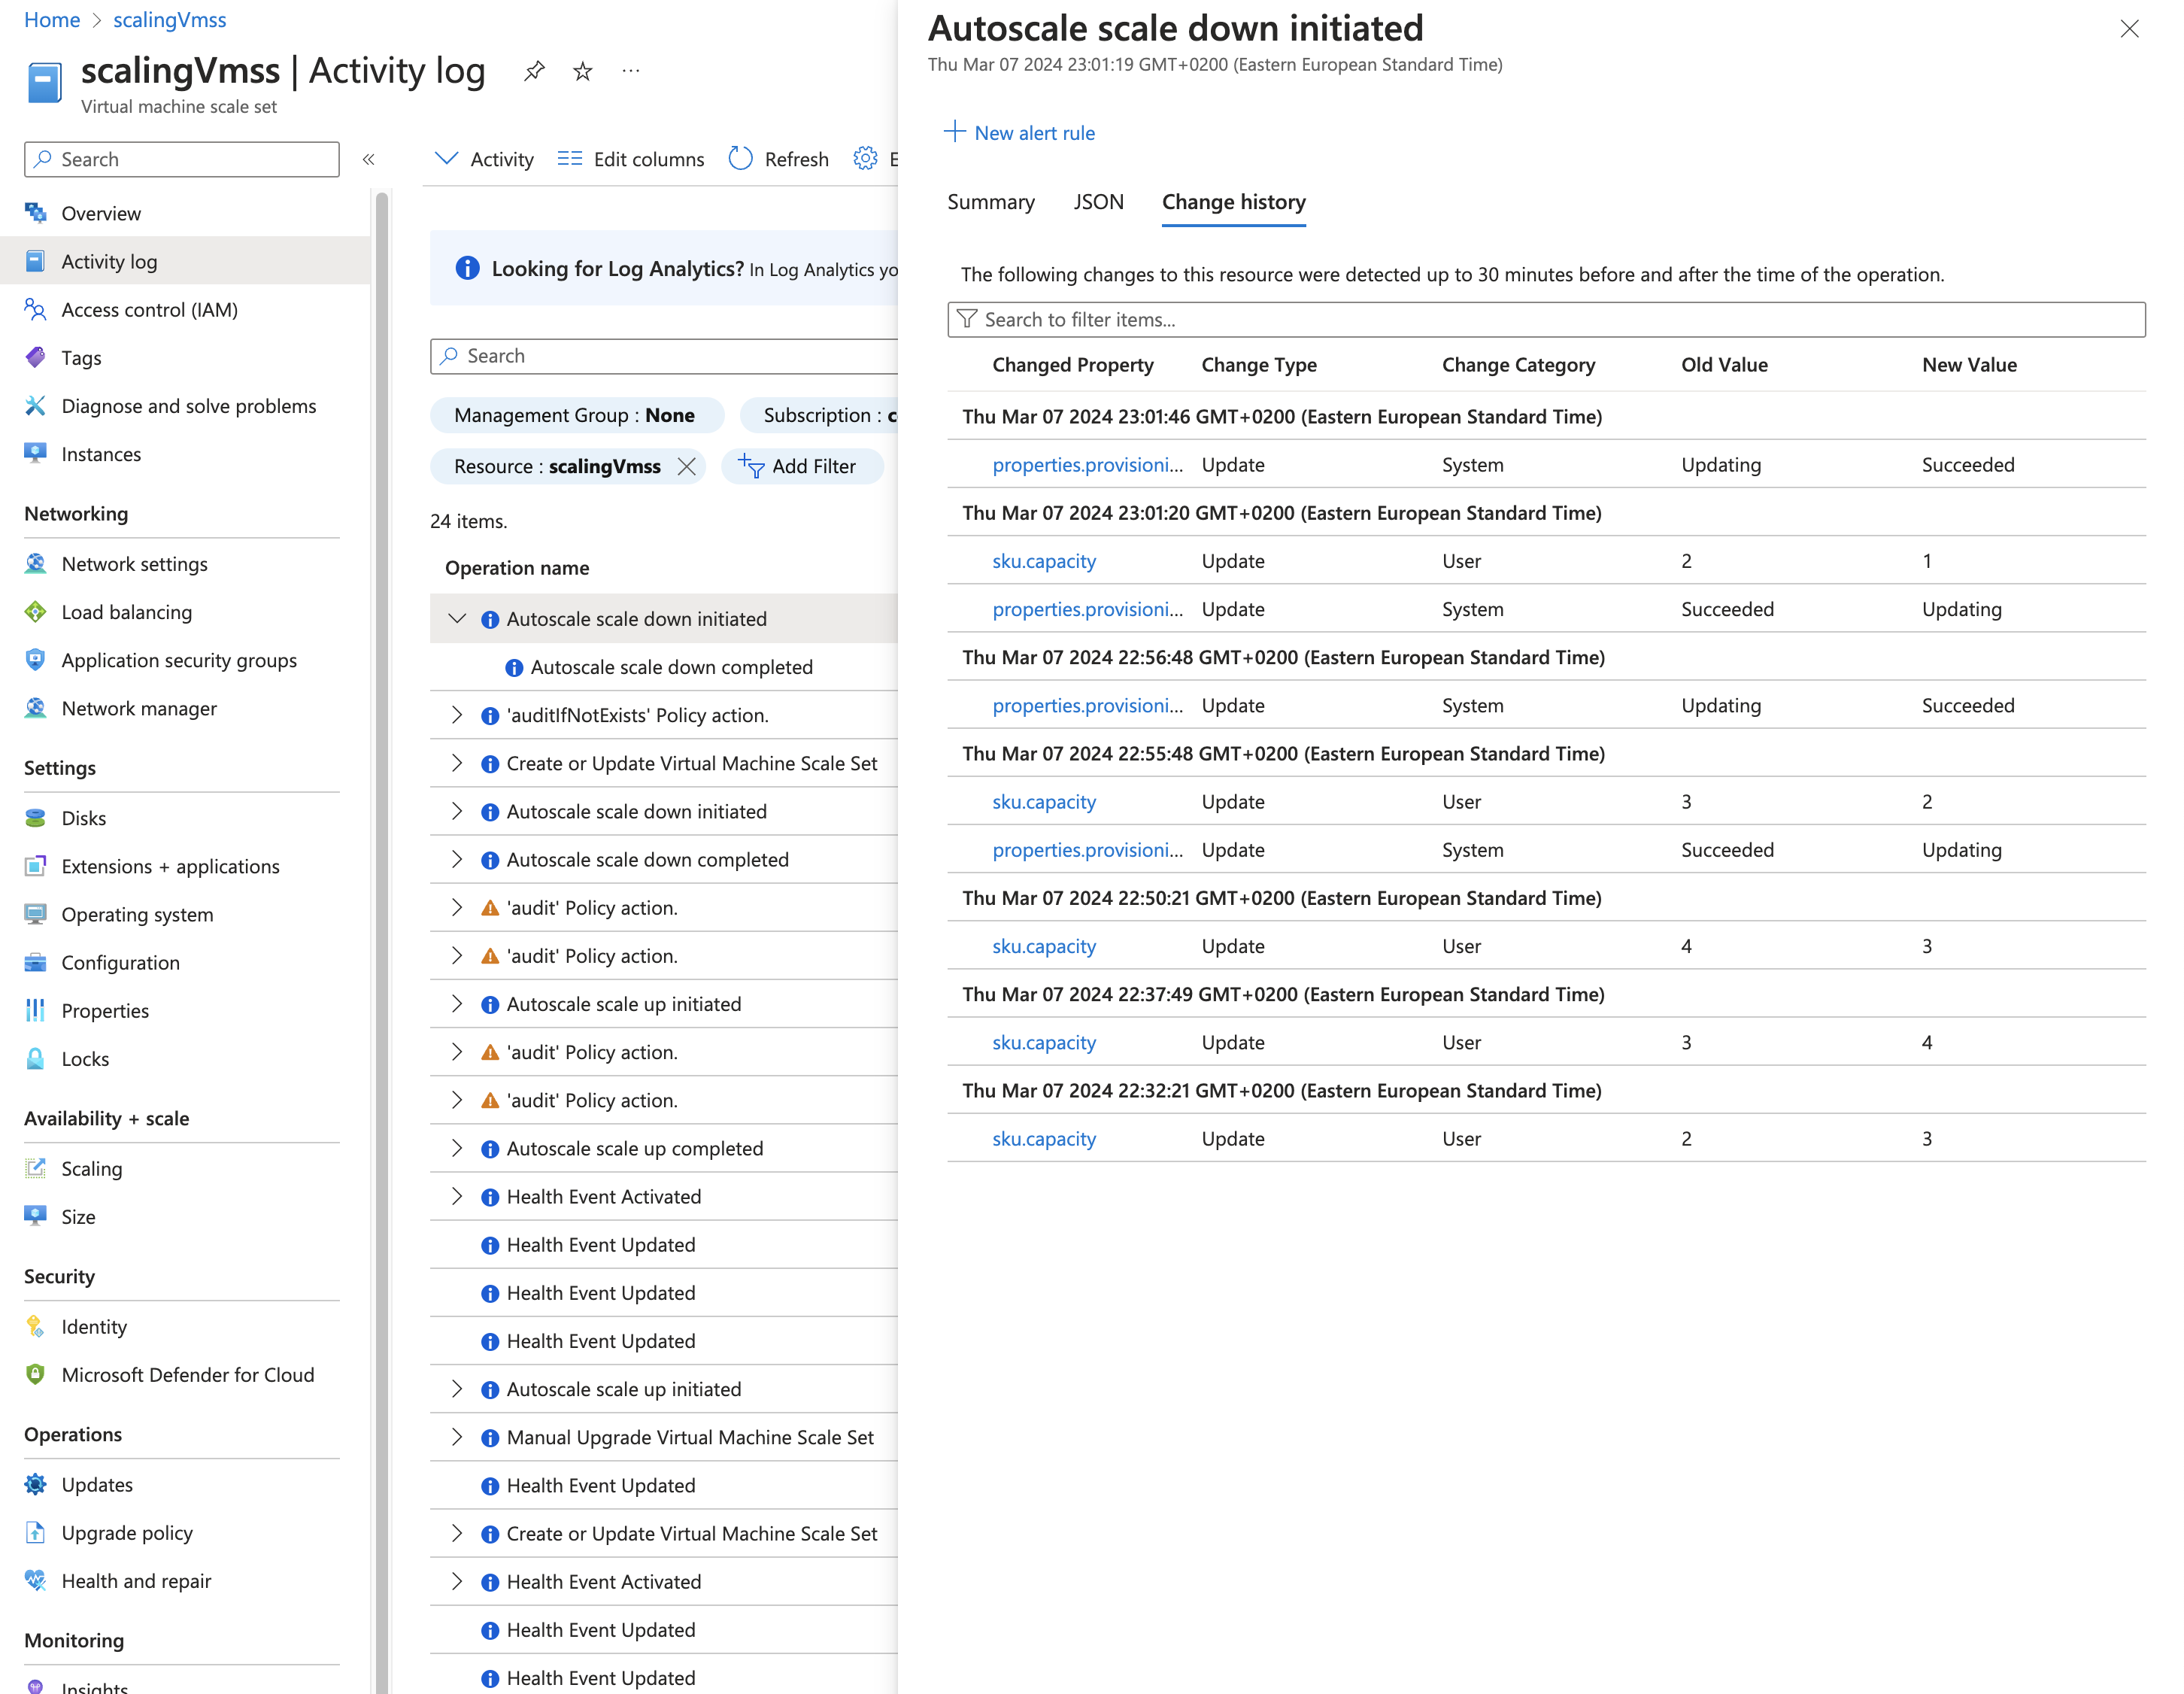 Home > scalingVmss
scalingVmss | Activity log
Virtual machine scale set
Search
Overview
Activity log
Access control (IAM)
Tags
Diagnose and solve problems
Instances
Networking
Network settings
Load balancing
Application security groups
Network manager
Settings
Disks
Extensions + applications
Operating system
Configuration
Properties
Locks
Availability + scale
Scaling
Size
Security
Identity
Microsoft Defender for Cloud
Operations
Updates
Upgrade policy
Health and repair
Monitoring
Insights
Activity Edit columns Refresh
Looking for Log Analytics? In Log Analytics yo
Search
Management Group : None Subscription :
Resource : scalingVmss Add Filter
24 items.
Operation name
Autoscale scale down initiated
Autoscale scale down completed
'auditIfNotExists' Policy action.
Create or Update Virtual Machine Scale Set
Autoscale scale down initiated
Autoscale scale down completed
'audit' Policy action.
'audit' Policy action.
Autoscale scale up initiated
'audit' Policy action.
'audit' Policy action.
Autoscale scale up completed
Health Event Activated
Health Event Updated
Health Event Updated
Health Event Updated
Autoscale scale up initiated
Manual Upgrade Virtual Machine Scale Set
Health Event Updated
Create or Update Virtual Machine Scale Set
Health Event Activated
Health Event Updated
Health Event Updated
Autoscale scale down initiated
Thu Mar 07 2024 23:01:19 GMT+0200 (Eastern European Standard Time)
New alert rule
Summary JSON Change history
The following changes to this resource were detected up to 30 minutes before and after the time of the operation.
Search to filter items...
Changed Property Change Type Change Category Old Value New Value
Thu Mar 07 2024 23:01:46 GMT+0200 (Eastern European Standard Time)
properties.provisioni... Update System Updating Succeeded
Thu Mar 07 2024 23:01:20 GMT+0200 (Eastern European Standard Time)
sku.capacity Update User 2 1
properties.provisioni... Update System Succeeded Updating
Thu Mar 07 2024 22:56:48 GMT+0200 (Eastern European Standard Time)
properties.provisioni... Update System Updating Succeeded
Thu Mar 07 2024 22:55:48 GMT+0200 (Eastern European Standard Time)
sku.capacity Update User 3 2
properties.provisioni... Update System Succeeded Updating
Thu Mar 07 2024 22:50:21 GMT+0200 (Eastern European Standard Time)
sku.capacity Update User 4 3
Thu Mar 07 2024 22:37:49 GMT+0200 (Eastern European Standard Time)
sku.capacity Update User 3 4
Thu Mar 07 2024 22:32:21 GMT+0200 (Eastern European Standard Time)
sku.capacity Update User 2 3